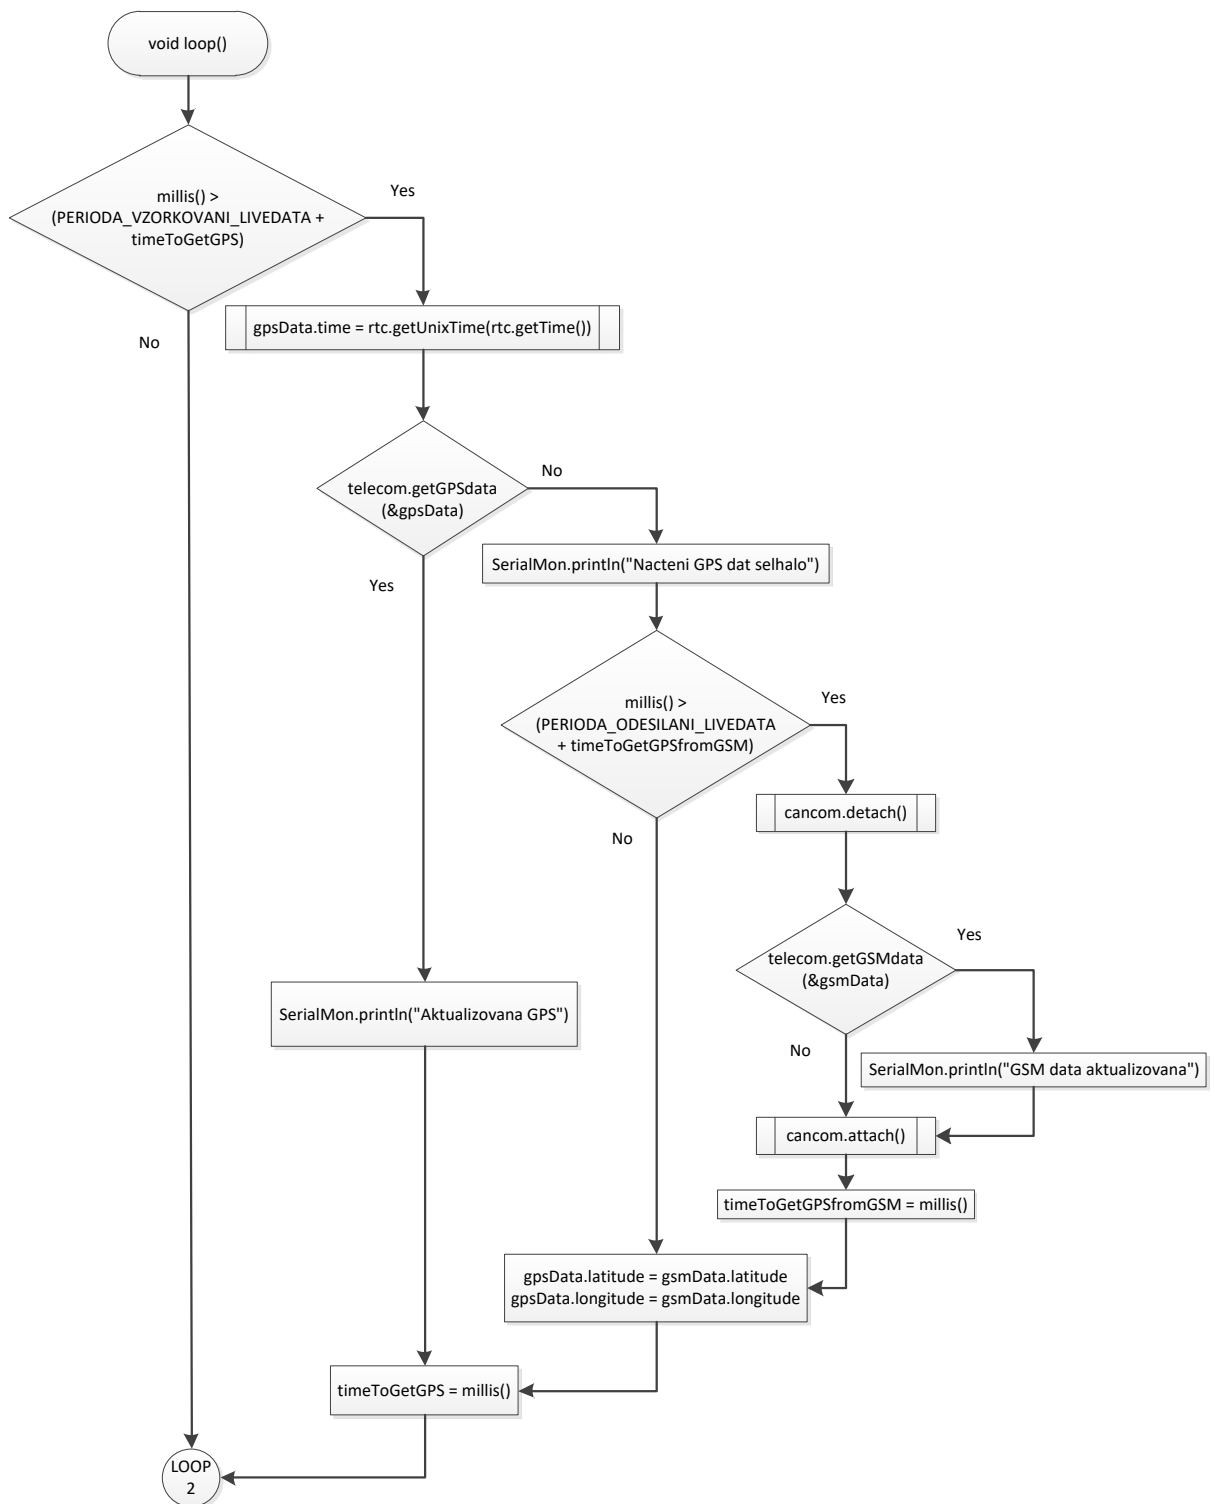 void loop()
millis() >
(PERIODA_VZORKOVANI_LIVEDATA +
timeToGetGPS)
Yes
No
gpsData.time = rtc.getUnixTime(rtc.getTime())
telecom.getGPSdata
(&gpsData)
No
Yes
SerialMon.println("Nacteni GPS dat selhalo")
millis() >
(PERIODA_ODESILANI_LIVEDATA
+ timeToGetGPSfromGSM)
Yes
No
cancom.detach()
telecom.getGSMdata
(&gsmData)
Yes
No
SerialMon.println("Aktualizovana GPS")
SerialMon.println("GSM data aktualizovana")
cancom.attach()
timeToGetGPSfromGSM = millis()
gpsData.latitude = gsmData.latitude
gpsData.longitude = gsmData.longitude
timeToGetGPS = millis()
LOOP
2